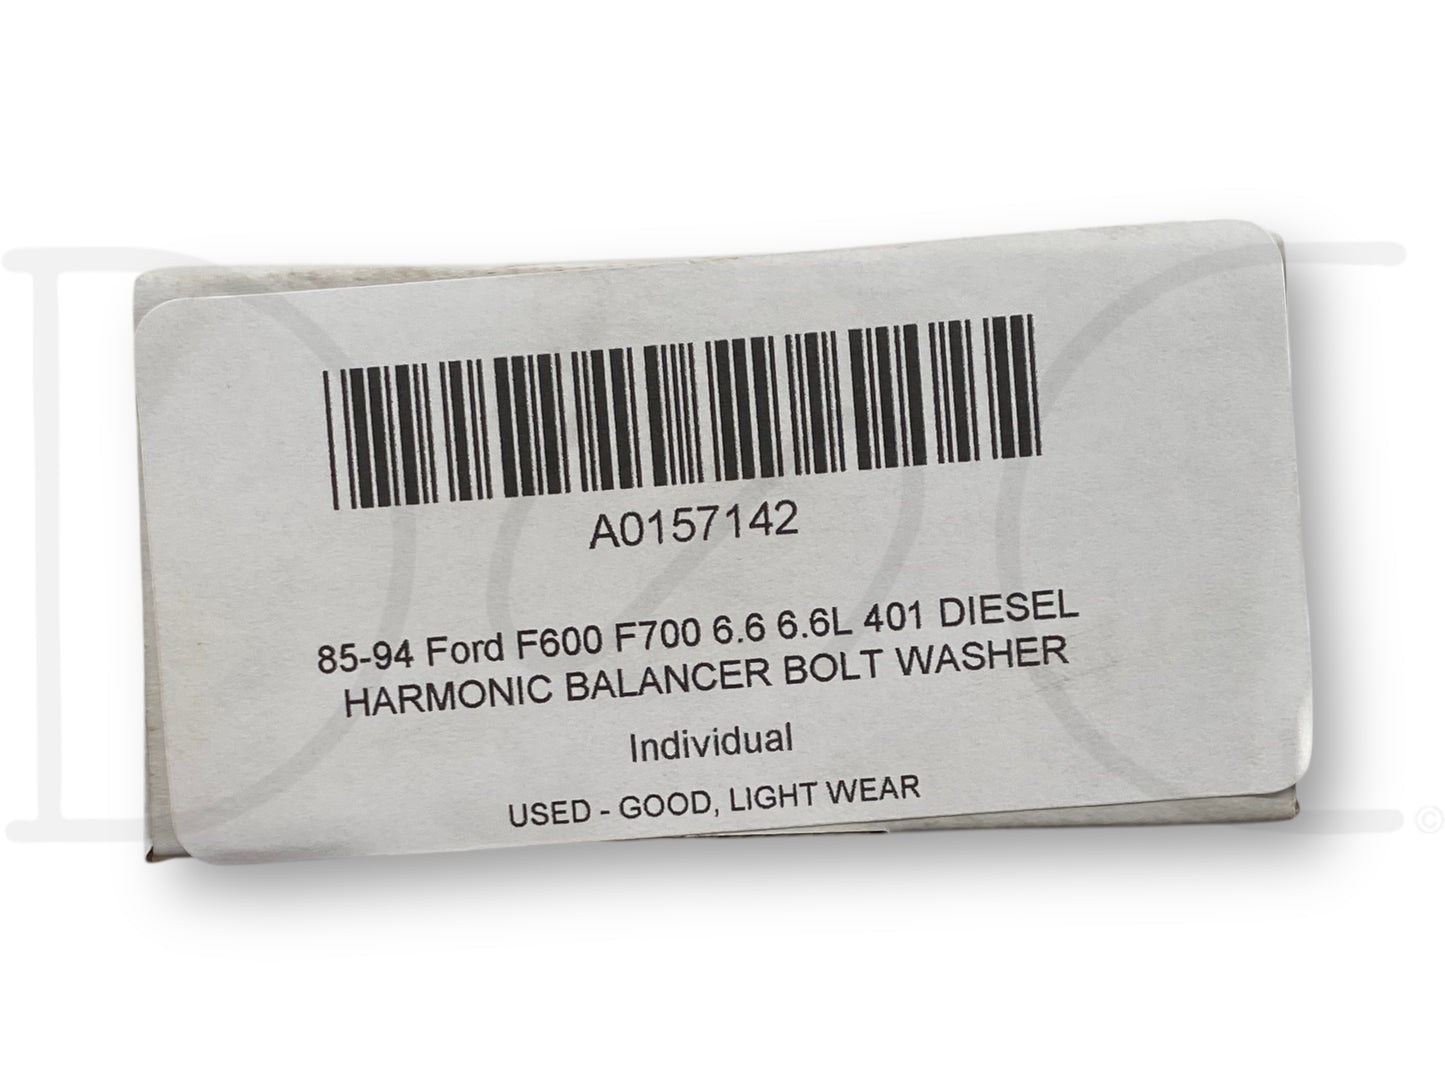 A0157142
85-94 Ford F600 F700 6.6 6.6L 401 DIESEL
HARMONIC BALANCER BOLT WASHER
Individual
USED - GOOD, LIGHT WEAR
©